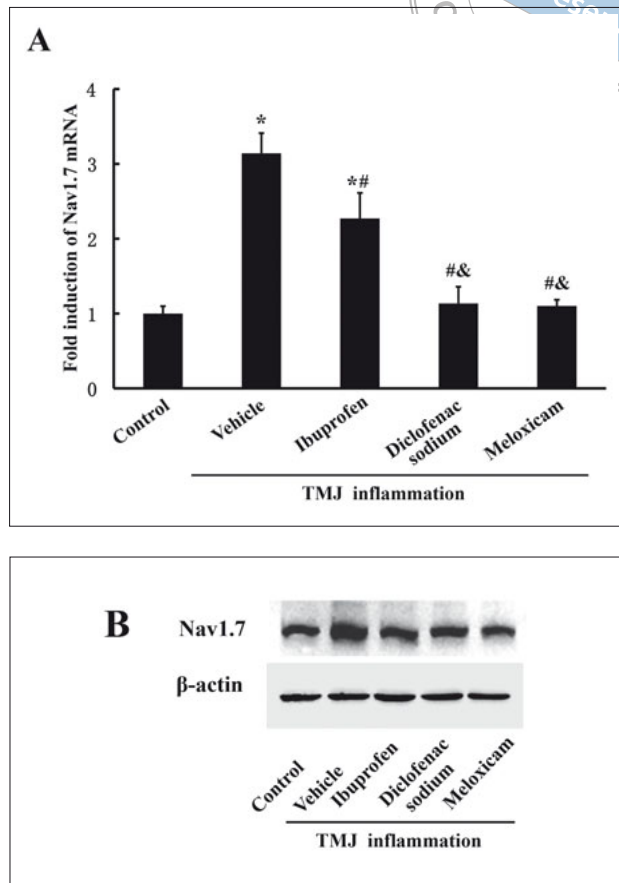 A
Fold induction of Nav1.7 mRNA
4
3
2
1
0
*
*#
#&
#&
Control
Vehicle
Ibuprofen
Diclofenac
sodium
Meloxicam
TMJ inflammation
B
Nav1.7
β-actin
Control
Vehicle
Ibuprofen
Diclofenac
sodium
Meloxicam
TMJ inflammation